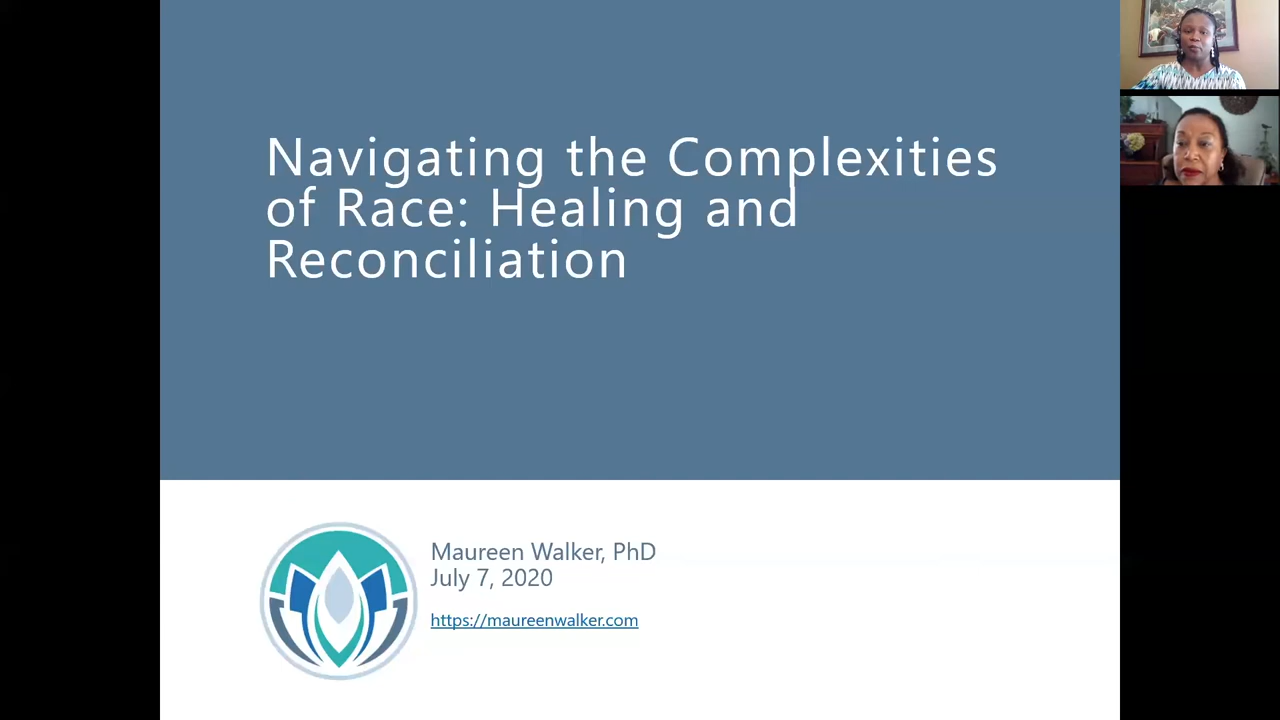 Navigating the Complexities
of Race: Healing and
Reconciliation
Maureen Walker, PhD
July 7, 2020
https://maureenwalker.com